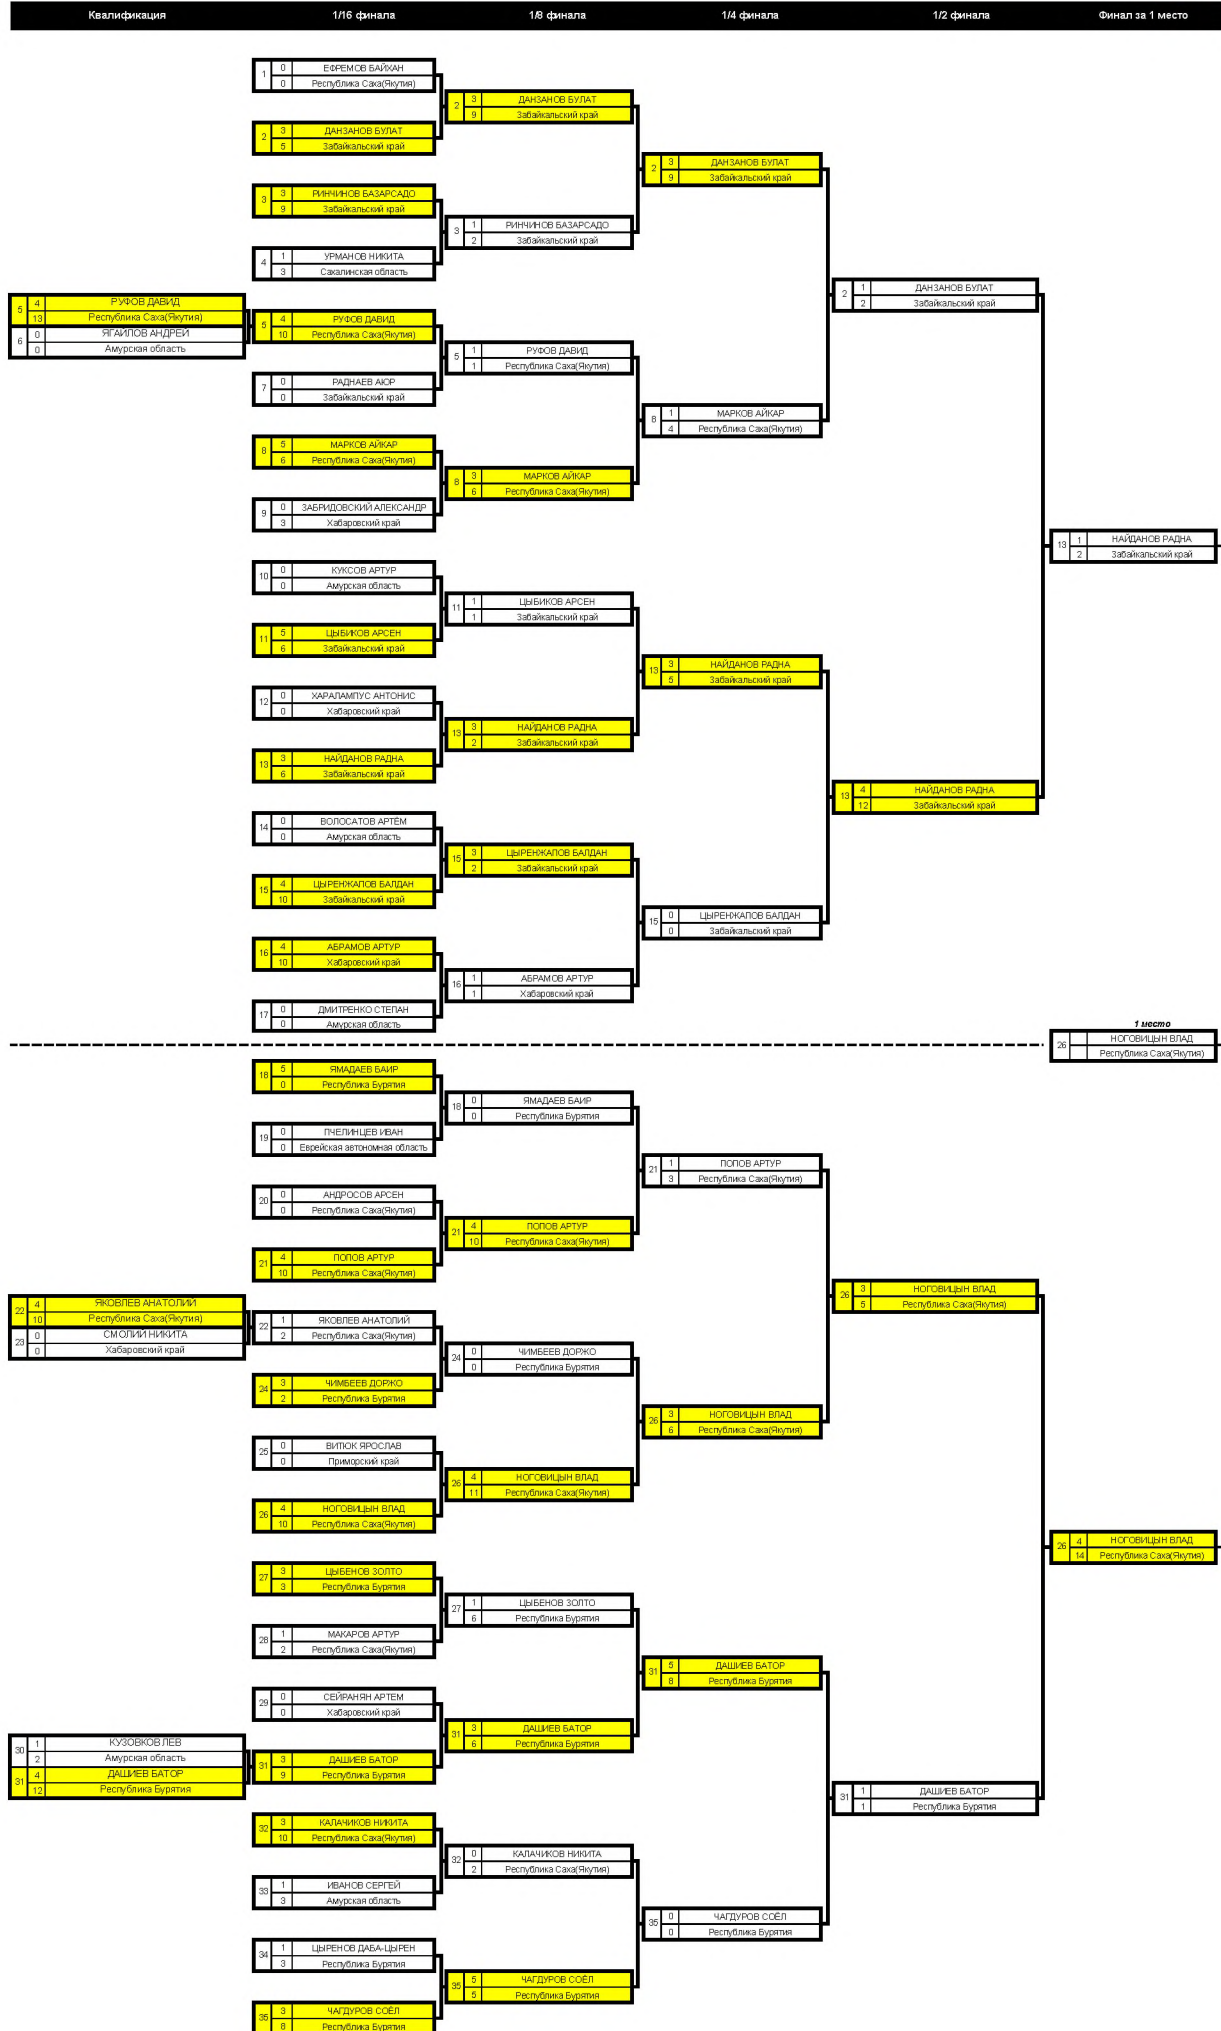 Квалификация
1/16 финала
1/8 финала
1/4 финала
1/2 финала
Финал за 1 место
1 0 ЕФРЕМОВ БАЙХАН
0 Республика Саха(Якутия)
2 3 ДАНЗАНОВ БУЛАТ
9 Забайкальский край
2 3 ДАНЗАНОВ БУЛАТ
5 Забайкальский край
2 3 ДАНЗАНОВ БУЛАТ
9 Забайкальский край
3 3 РИНЧИНОВ БАЗАРСАДО
9 Забайкальский край
3 1 РИНЧИНОВ БАЗАРСАДО
2 Забайкальский край
4 1 УРМАНОВ НИКИТА
3 Сахалинская область
2 1 ДАНЗАНОВ БУЛАТ
2 Забайкальский край
5 4 РУФОВ ДАВИД
13 Республика Саха(Якутия)
6 0 ЯГАЙЛОВ АНДРЕЙ
0 Амурская область
5 4 РУФОВ ДАВИД
10 Республика Саха(Якутия)
5 1 РУФОВ ДАВИД
1 Республика Саха(Якутия)
7 0 РАДНАЕВ АЮР
0 Забайкальский край
8 1 МАРКОВ АЙКАР
4 Республика Саха(Якутия)
8 5 МАРКОВ АЙКАР
6 Республика Саха(Якутия)
8 3 МАРКОВ АЙКАР
6 Республика Саха(Якутия)
9 0 ЗАБРИДОВСКИЙ АЛЕКСАНДР
3 Хабаровский край
13 1 НАЙДАНОВ РАДНА
2 Забайкальский край
10 0 КУКСОВ АРТУР
0 Амурская область
11 1 ЦЫБИКОВ АРСЕН
1 Забайкальский край
11 5 ЦЫБИКОВ АРСЕН
6 Забайкальский край
13 3 НАЙДАНОВ РАДНА
5 Забайкальский край
12 0 ХАРАЛАМПУС АНТОНИС
0 Хабаровский край
13 3 НАЙДАНОВ РАДНА
2 Забайкальский край
13 3 НАЙДАНОВ РАДНА
6 Забайкальский край
13 4 НАЙДАНОВ РАДНА
12 Забайкальский край
14 0 ВОЛОСАТОВ АРТЁМ
0 Амурская область
15 3 ЦЫРЕНЖАПОВ БАЛДАН
2 Забайкальский край
15 4 ЦЫРЕНЖАПОВ БАЛДАН
10 Забайкальский край
15 0 ЦЫРЕНЖАПОВ БАЛДАН
0 Забайкальский край
16 4 АБРАМОВ АРТУР
10 Хабаровский край
16 1 АБРАМОВ АРТУР
1 Хабаровский край
17 0 ДМИТРЕНКО СТЕПАН
0 Амурская область
1 место
26 НОГОВИЦЫН ВЛАД
Республика Саха(Якутия)
18 5 ЯМАДАЕВ БАИР
0 Республика Бурятия
18 0 ЯМАДАЕВ БАИР
0 Республика Бурятия
19 0 ПЧЕЛИНЦЕВ ИВАН
0 Еврейская автономная область
21 1 ПОПОВ АРТУР
3 Республика Саха(Якутия)
20 0 АНДРОСОВ АРСЕН
0 Республика Саха(Якутия)
21 4 ПОПОВ АРТУР
10 Республика Саха(Якутия)
21 4 ПОПОВ АРТУР
10 Республика Саха(Якутия)
26 3 НОГОВИЦЫН ВЛАД
5 Республика Саха(Якутия)
22 4 ЯКОВЛЕВ АНАТОЛИЙ
10 Республика Саха(Якутия)
23 0 СМОЛИЙ НИКИТА
0 Хабаровский край
22 1 ЯКОВЛЕВ АНАТОЛИЙ
2 Республика Саха(Якутия)
24 0 ЧИМБЕЕВ ДОРЖО
0 Республика Бурятия
24 3 ЧИМБЕЕВ ДОРЖО
2 Республика Бурятия
26 3 НОГОВИЦЫН ВЛАД
6 Республика Саха(Якутия)
25 0 ВИТЮК ЯРОСЛАВ
0 Приморский край
26 4 НОГОВИЦЫН ВЛАД
11 Республика Саха(Якутия)
26 4 НОГОВИЦЫН ВЛАД
10 Республика Саха(Якутия)
26 4 НОГОВИЦЫН ВЛАД
14 Республика Саха(Якутия)
27 3 ЦЫБЕНОВ ЗОЛТО
3 Республика Бурятия
27 1 ЦЫБЕНОВ ЗОЛТО
6 Республика Бурятия
28 1 МАКАРОВ АРТУР
2 Республика Саха(Якутия)
31 5 ДАШИЕВ БАТОР
8 Республика Бурятия
29 0 СЕЙРАНЯН АРТЕМ
0 Хабаровский край
31 3 ДАШИЕВ БАТОР
6 Республика Бурятия
30 1 КУЗОВКОВ ЛЕВ
2 Амурская область
31 4 ДАШИЕВ БАТОР
12 Республика Бурятия
31 3 ДАШИЕВ БАТОР
9 Республика Бурятия
31 1 ДАШИЕВ БАТОР
1 Республика Бурятия
32 3 КАЛАЧИКОВ НИКИТА
10 Республика Саха(Якутия)
32 0 КАЛАЧИКОВ НИКИТА
2 Республика Саха(Якутия)
33 1 ИВАНОВ СЕРГЕЙ
3 Амурская область
35 0 ЧАГДУРОВ СОЁЛ
0 Республика Бурятия
34 1 ЦЫРЕНОВ ДАБА-ЦЫРЕН
3 Республика Бурятия
35 5 ЧАГДУРОВ СОЁЛ
5 Республика Бурятия
35 3 ЧАГДУРОВ СОЁЛ
8 Республика Бурятия